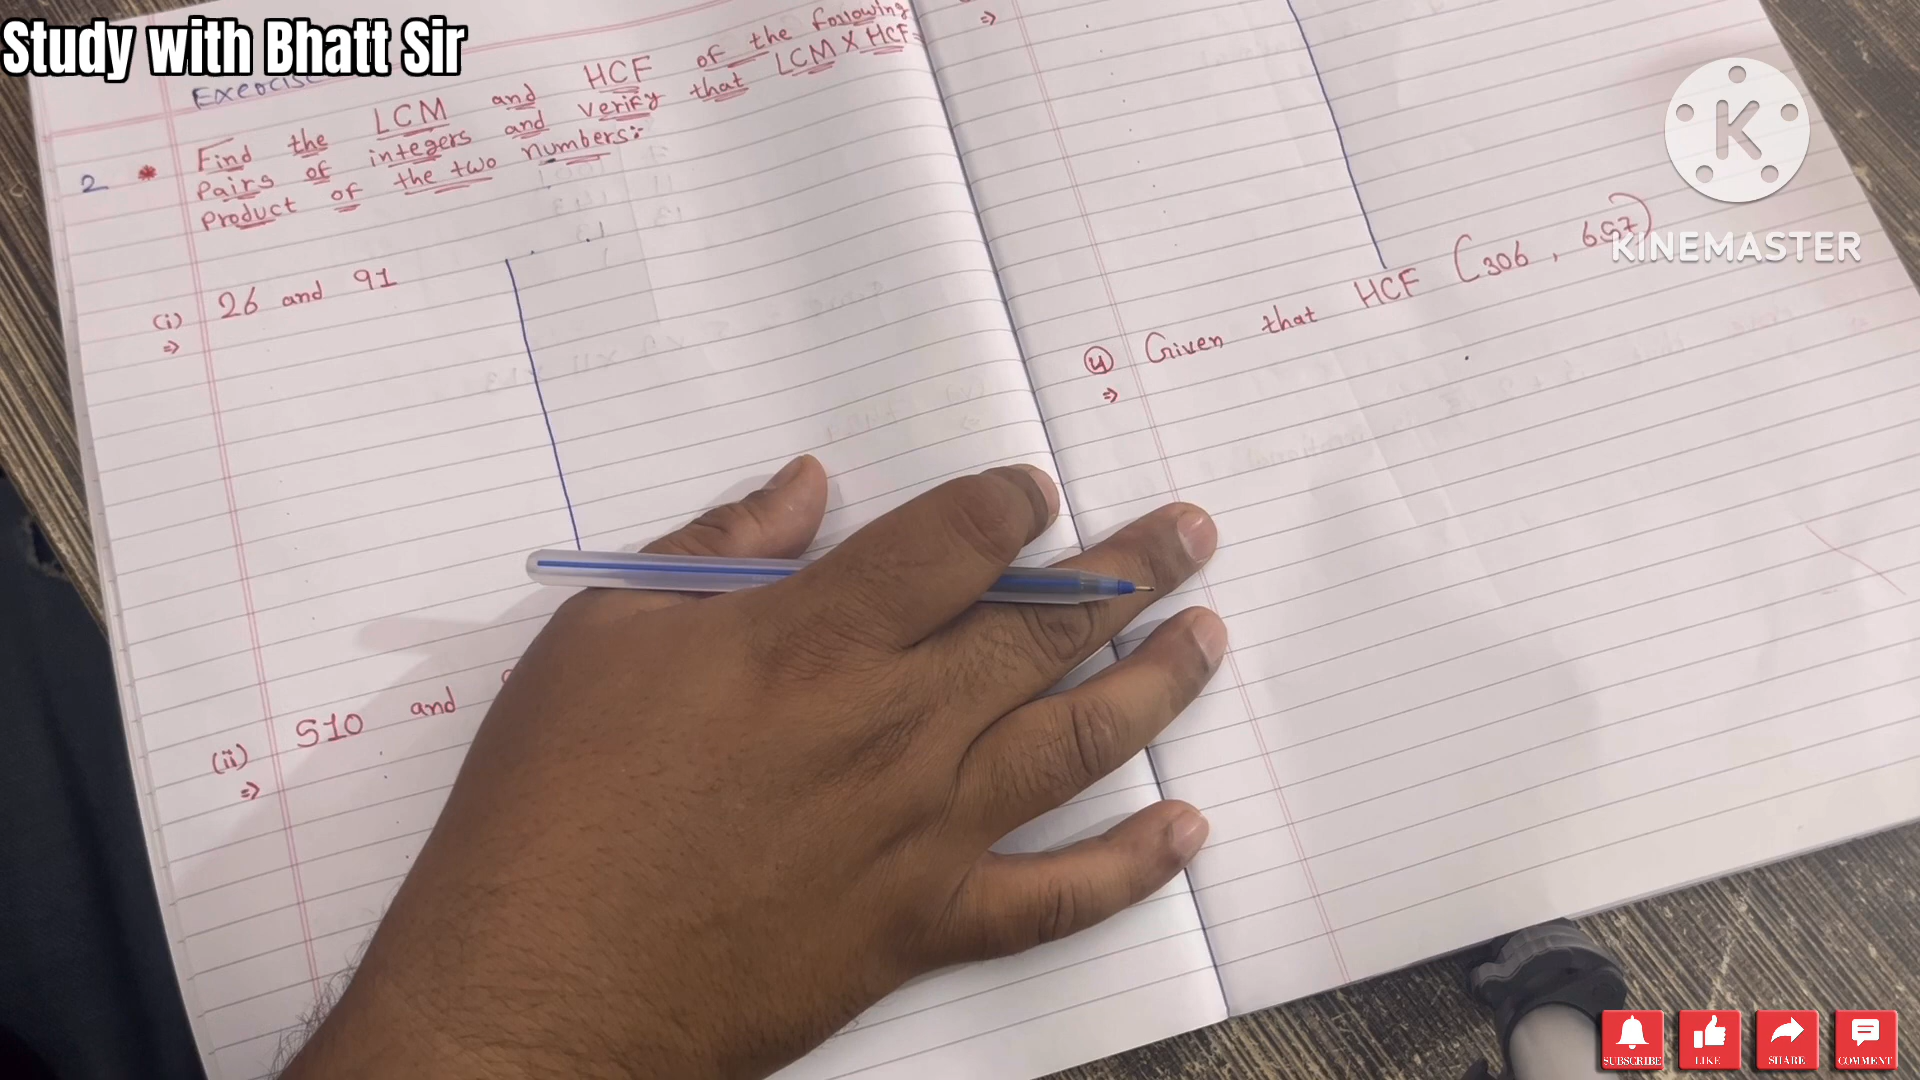 Study with Bhatt Sir
Exeorcise
2 * Find the LCM and HCF of the following
Pairs of integers and verify that LCM X HCF =
product of the two numbers:-
(i) 26 and 91
=>
(ii) 510 and
=>
=>
KINEMASTER
K
4 Given that HCF (306, 657)
=>
SUBSCRIBE
LIKE
SHARE
COMMENT